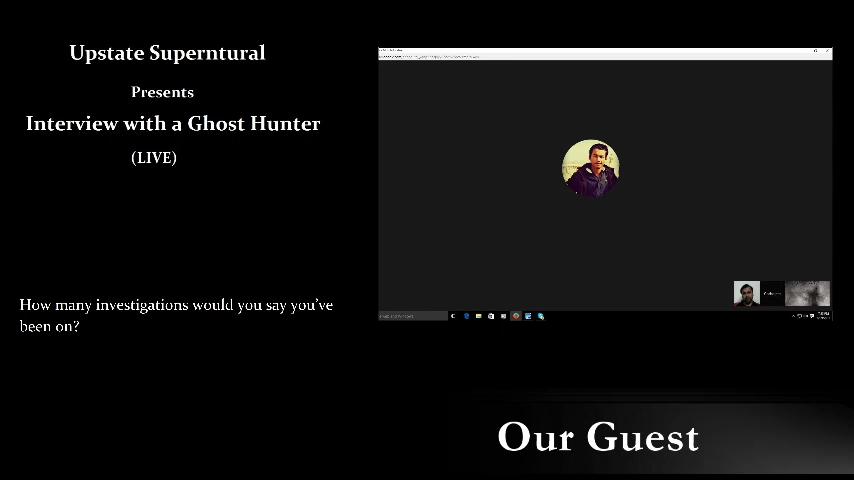 Upstate Superntural
Presents
Interview with a Ghost Hunter
(LIVE)
How many investigations would you say you've
been on?
Our Guest